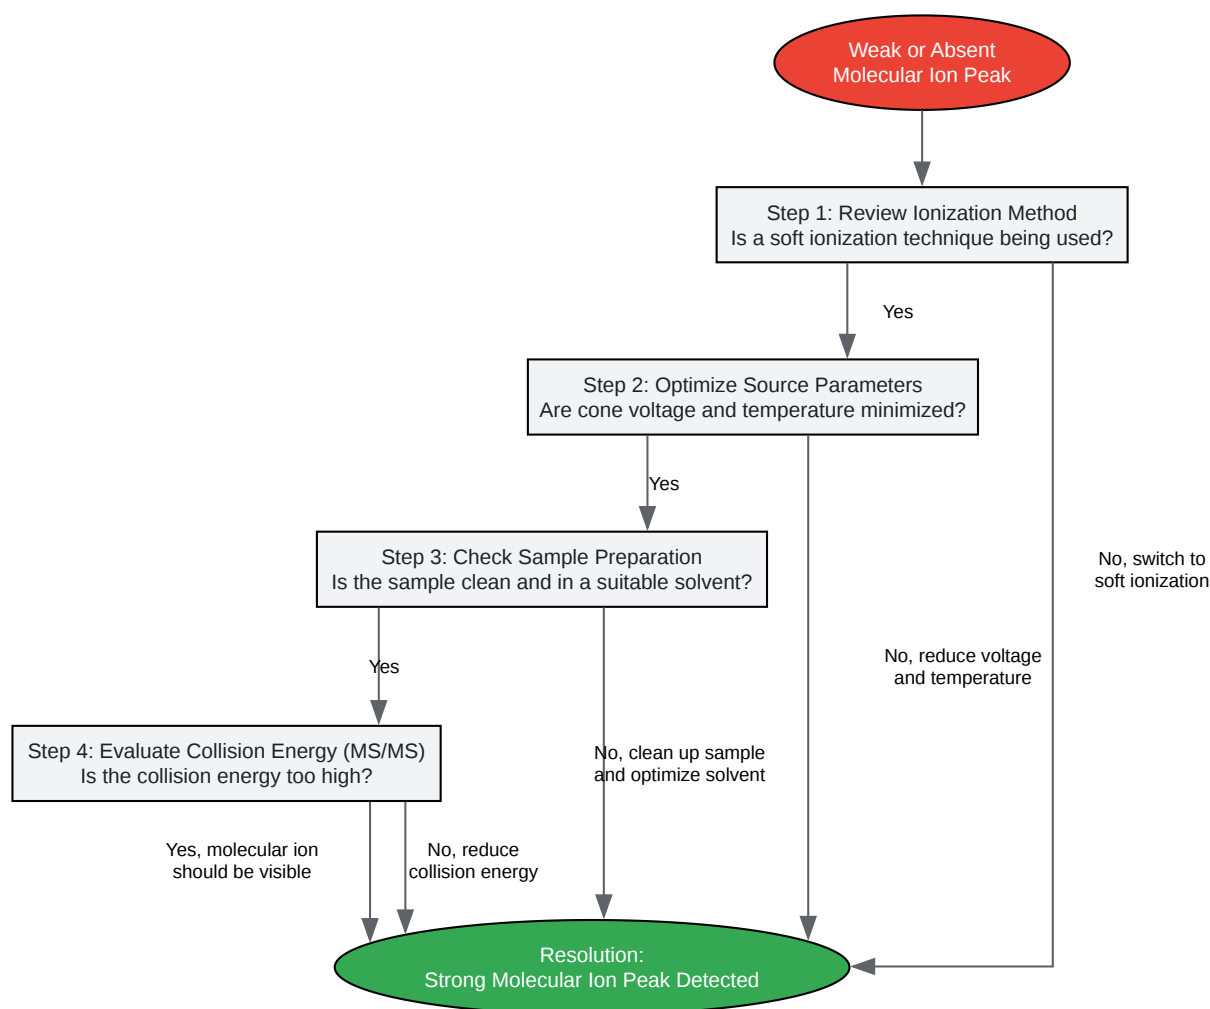 Weak or Absent
Molecular Ion Peak
Step 1: Review Ionization Method
Is a soft ionization technique being used?
Yes
Step 2: Optimize Source Parameters
Are cone voltage and temperature minimized?
Yes
Step 3: Check Sample Preparation
Is the sample clean and in a suitable solvent?
No, switch to
soft ionization
No, reduce voltage
and temperature
Yes
Step 4: Evaluate Collision Energy (MS/MS)
Is the collision energy too high?
No, clean up sample
and optimize solvent
Yes, molecular ion
should be visible
No, reduce
collision energy
Resolution:
Strong Molecular Ion Peak Detected